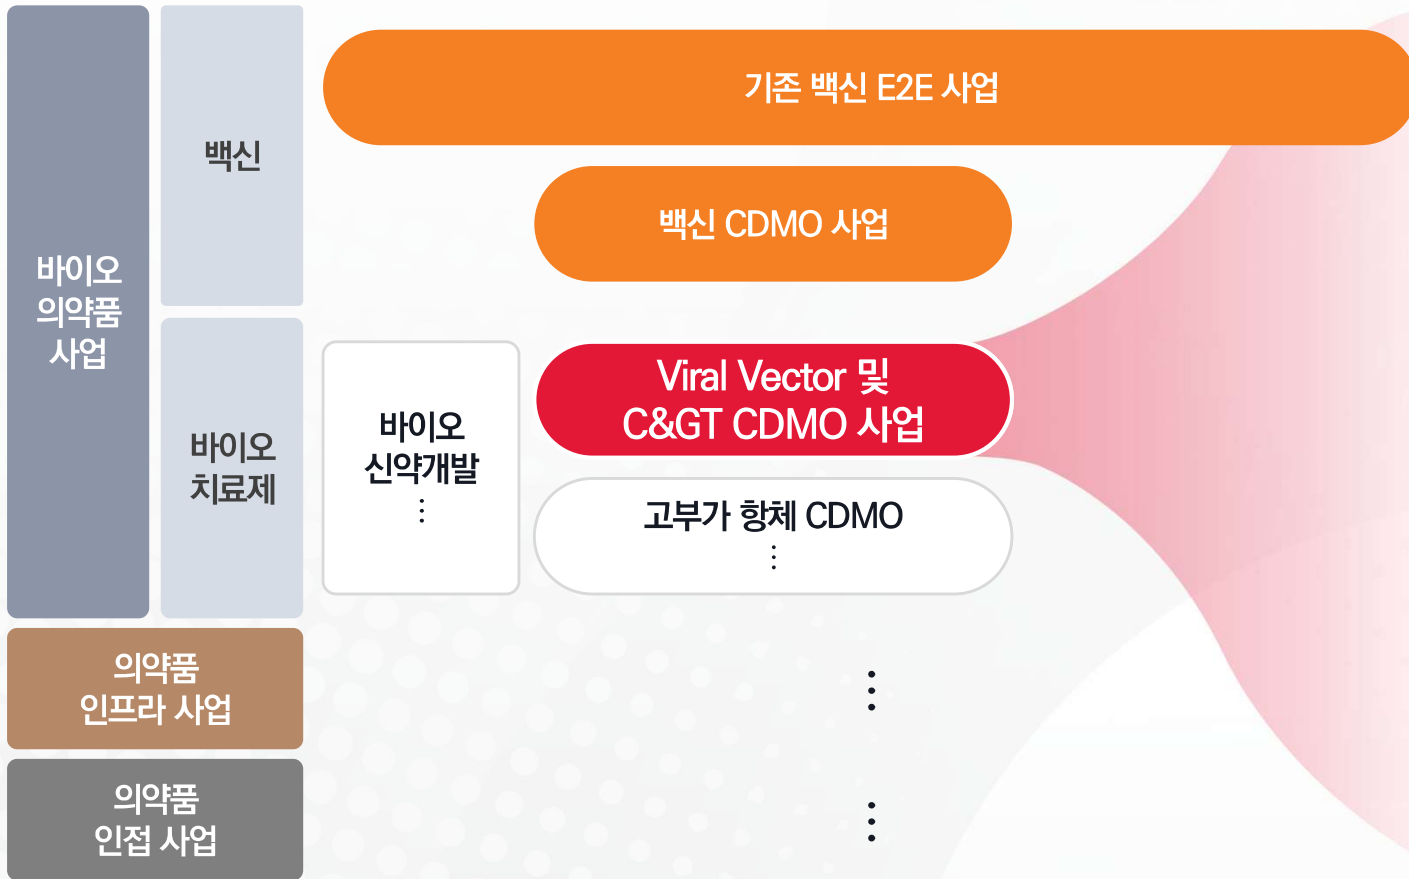 바이오
의약품
사업
백신
기존 백신 E2E 사업
백신 CDMO 사업
바이오
치료제
바이오
신약개발
⋮
Viral Vector 및
C&GT CDMO 사업
고부가 항체 CDMO
⋮
의약품
인프라 사업
⋮
의약품
인접 사업
⋮